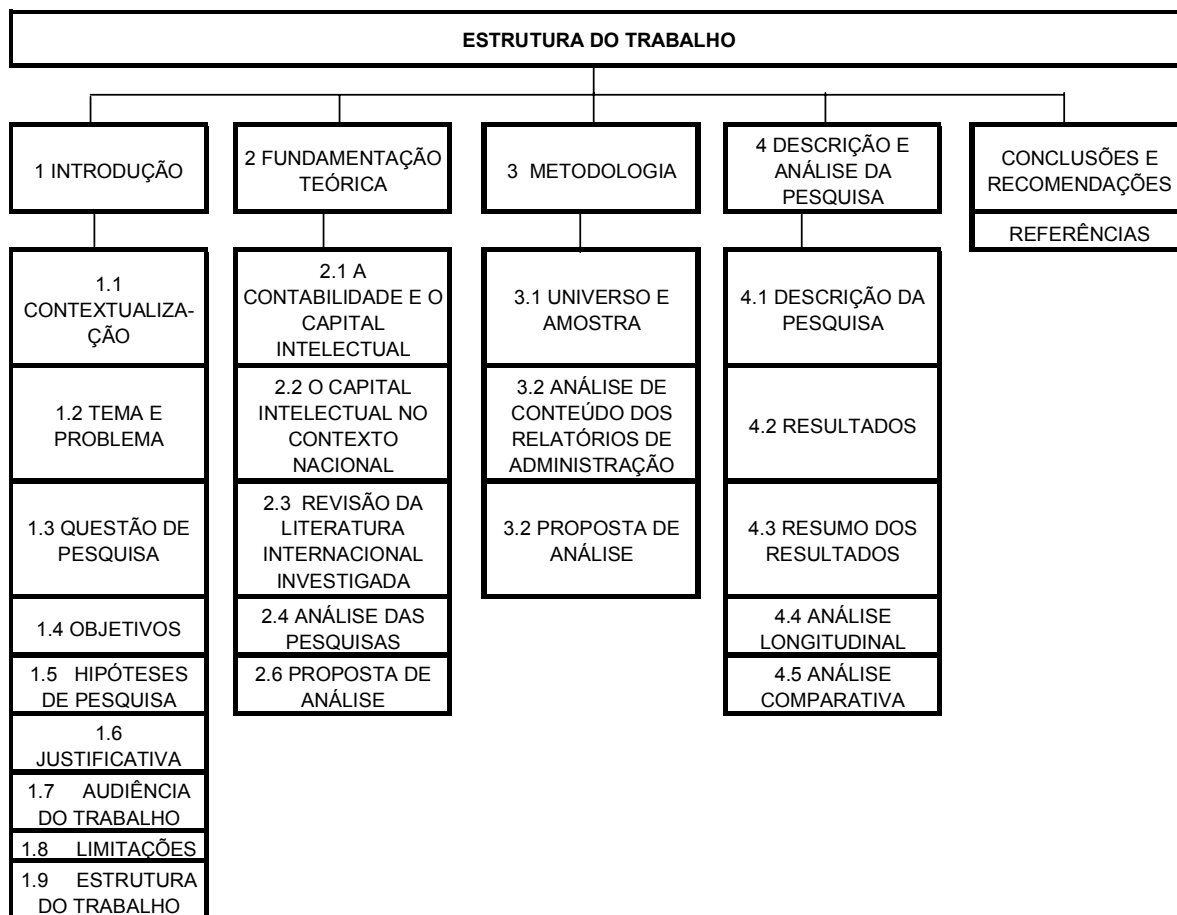 ESTRUTURA DO TRABALHO
1 INTRODUÇÃO
1.1
CONTEXTUALIZA-
ÇÃO
1.2 TEMA E
PROBLEMA
1.3 QUESTÃO DE
PESQUISA
1.4 OBJETIVOS
1.5 HIPÓTESES
DE PESQUISA
1.6
JUSTIFICATIVA
1.7 AUDIÊNCIA
DO TRABALHO
1.8 LIMITAÇÕES
1.9 ESTRUTURA
DO TRABALHO
2 FUNDAMENTAÇÃO
TEÓRICA
2.1 A
CONTABILIDADE E O
CAPITAL
INTELECTUAL
2.2 O CAPITAL
INTELECTUAL NO
CONTEXTO
NACIONAL
2.3 REVISÃO DA
LITERATURA
INTERNACIONAL
INVESTIGADA
2.4 ANÁLISE DAS
PESQUISAS
2.6 PROPOSTA DE
ANÁLISE
3 METODOLOGIA
3.1 UNIVERSO E
AMOSTRA
3.2 ANÁLISE DE
CONTEÚDO DOS
RELATÓRIOS DE
ADMINISTRAÇÃO
3.2 PROPOSTA DE
ANÁLISE
4 DESCRIÇÃO E
ANÁLISE DA
PESQUISA
4.1 DESCRIÇÃO DA
PESQUISA
4.2 RESULTADOS
4.3 RESUMO DOS
RESULTADOS
4.4 ANÁLISE
LONGITUDINAL
4.5 ANÁLISE
COMPARATIVA
CONCLUSÕES E
RECOMENDAÇÕES
REFERÊNCIAS